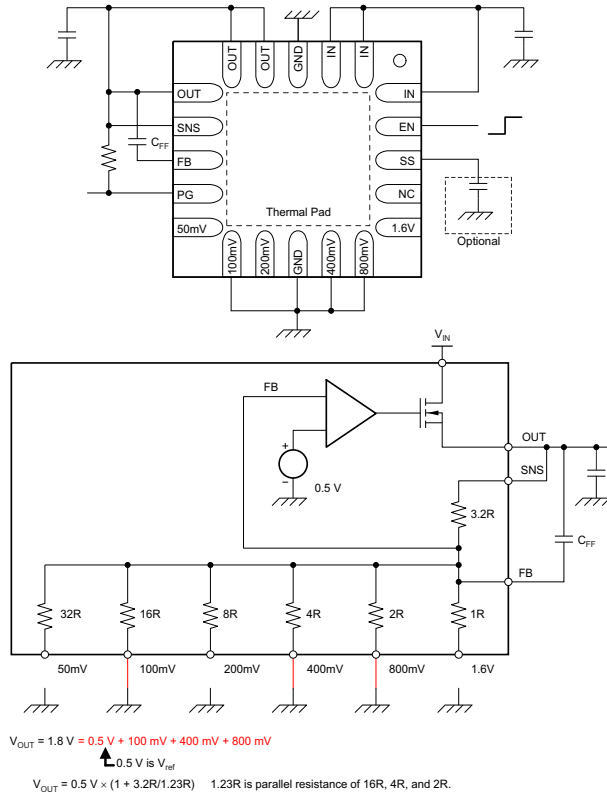 OUT
OUT
GND
IN
IN
OUT
IN
SNS
EN
CFF
FB
SS
PG
NC
50mV
Thermal Pad
1.6V
100mV
200mV
GND
400mV
800mV
Optional
VIN
FB
OUT
+
SNS
−
0.5 V
3.2R
CFF
FB
32R
16R
8R
4R
2R
1R
50mV
100mV
200mV
400mV
800mV
1.6V
VOUT = 1.8 V = 0.5 V + 100 mV + 400 mV + 800 mV
0.5 V is Vref
VOUT = 0.5 V × (1 + 3.2R/1.23R) 1.23R is parallel resistance of 16R, 4R, and 2R.